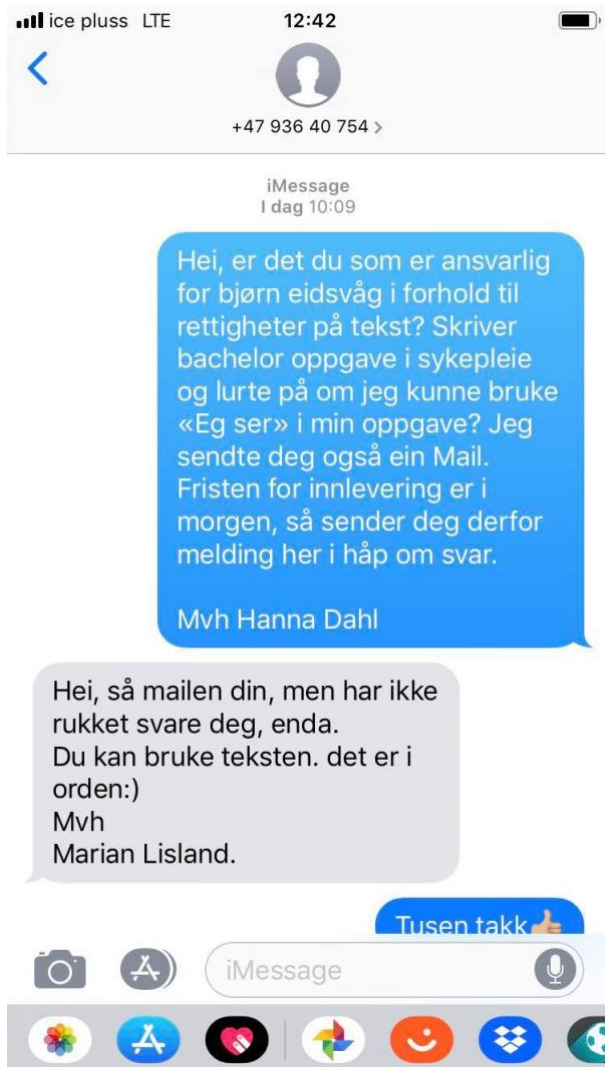 ice pluss LTE 12:42
+47 936 40 754 >
iMessage
I dag 10:09
Hei, er det du som er ansvarlig
for bjørn eidsvåg i forhold til
rettigheter på tekst? Skriver
bachelor oppgave i sykepleie
og lurte på om jeg kunne bruke
«Eg ser» i min oppgave? Jeg
sendte deg også ein Mail.
Fristen for innlevering er i
morgen, så sender deg derfor
melding her i håp om svar.
Mvh Hanna Dahl
Hei, så mailen din, men har ikke
rukket svare deg, enda.
Du kan bruke teksten. det er i
orden:)
Mvh
Marian Lisland.
Tusen takk👍🏼
iMessage